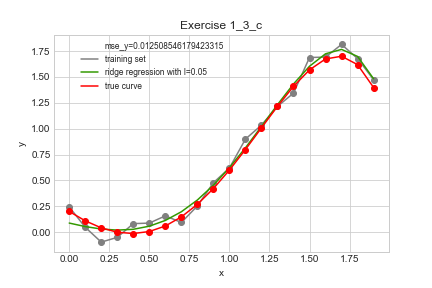 Exercise 1_3_c
mse_y=0.012508546179423315
training set
ridge regression with l=0.05
true curve
y
1.75
1.50
1.25
1.00
0.75
0.50
0.25
0.00
0.00 0.25 0.50 0.75 1.00 1.25 1.50 1.75
x